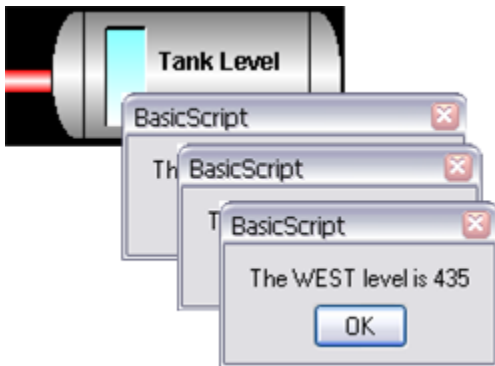 Tank Level
BasicScript
Th
BasicScript
T
BasicScript
The WEST level is 435
OK